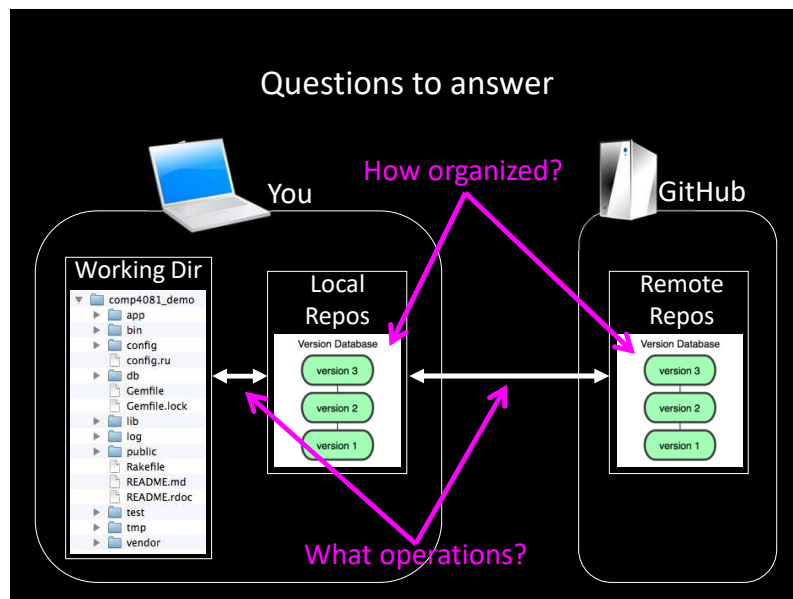 Questions to answer
How organized?
You
GitHub
Working Dir
comp4081_demo
app
bin
config
config.ru
db
Gemfile
Gemfile.lock
lib
log
public
Rakefile
README.md
README.rdoc
test
tmp
vendor
Local
Repos
Version Database
version 3
version 2
version 1
Remote
Repos
Version Database
version 3
version 2
version 1
What operations?